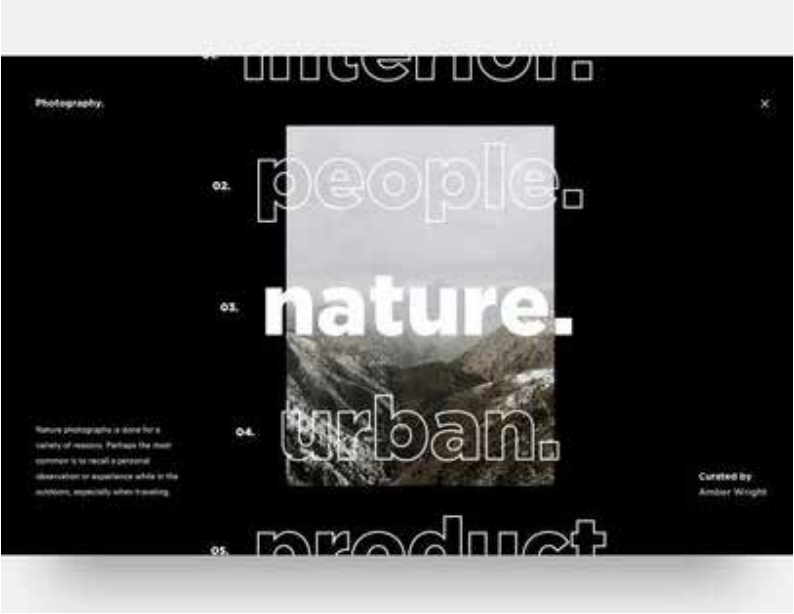 interior.
Photography.
02.
people.
03.
nature.
Nature photography is done for a
variety of reasons. Perhaps the most
common is to recall a personal
observation or experience while in the
outdoors, especially when traveling.
04.
urban.
Curated by
Amber Wright
05.
product